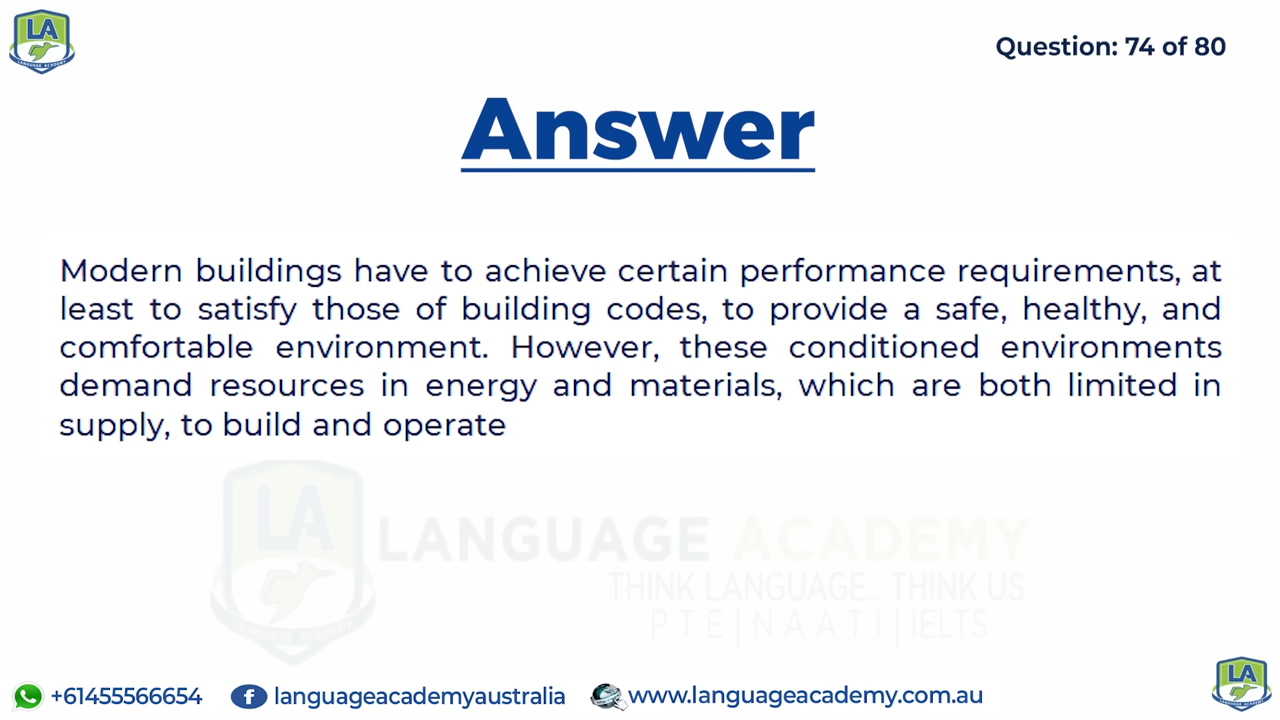 LA
LANGUAGE ACADEMY
Question: 74 of 80
Answer
Modern buildings have to achieve certain performance requirements, at
least to satisfy those of building codes, to provide a safe, healthy, and
comfortable environment. However, these conditioned environments
demand resources in energy and materials, which are both limited in
supply, to build and operate
LA
LANGUAGE ACADEMY
LANGUAGE ACADEMY
THINK LANGUAGE.. THINK US
PTE|NAATI|IELTS
+61455566654
languageacademyaustralia
www.languageacademy.com.au
LA